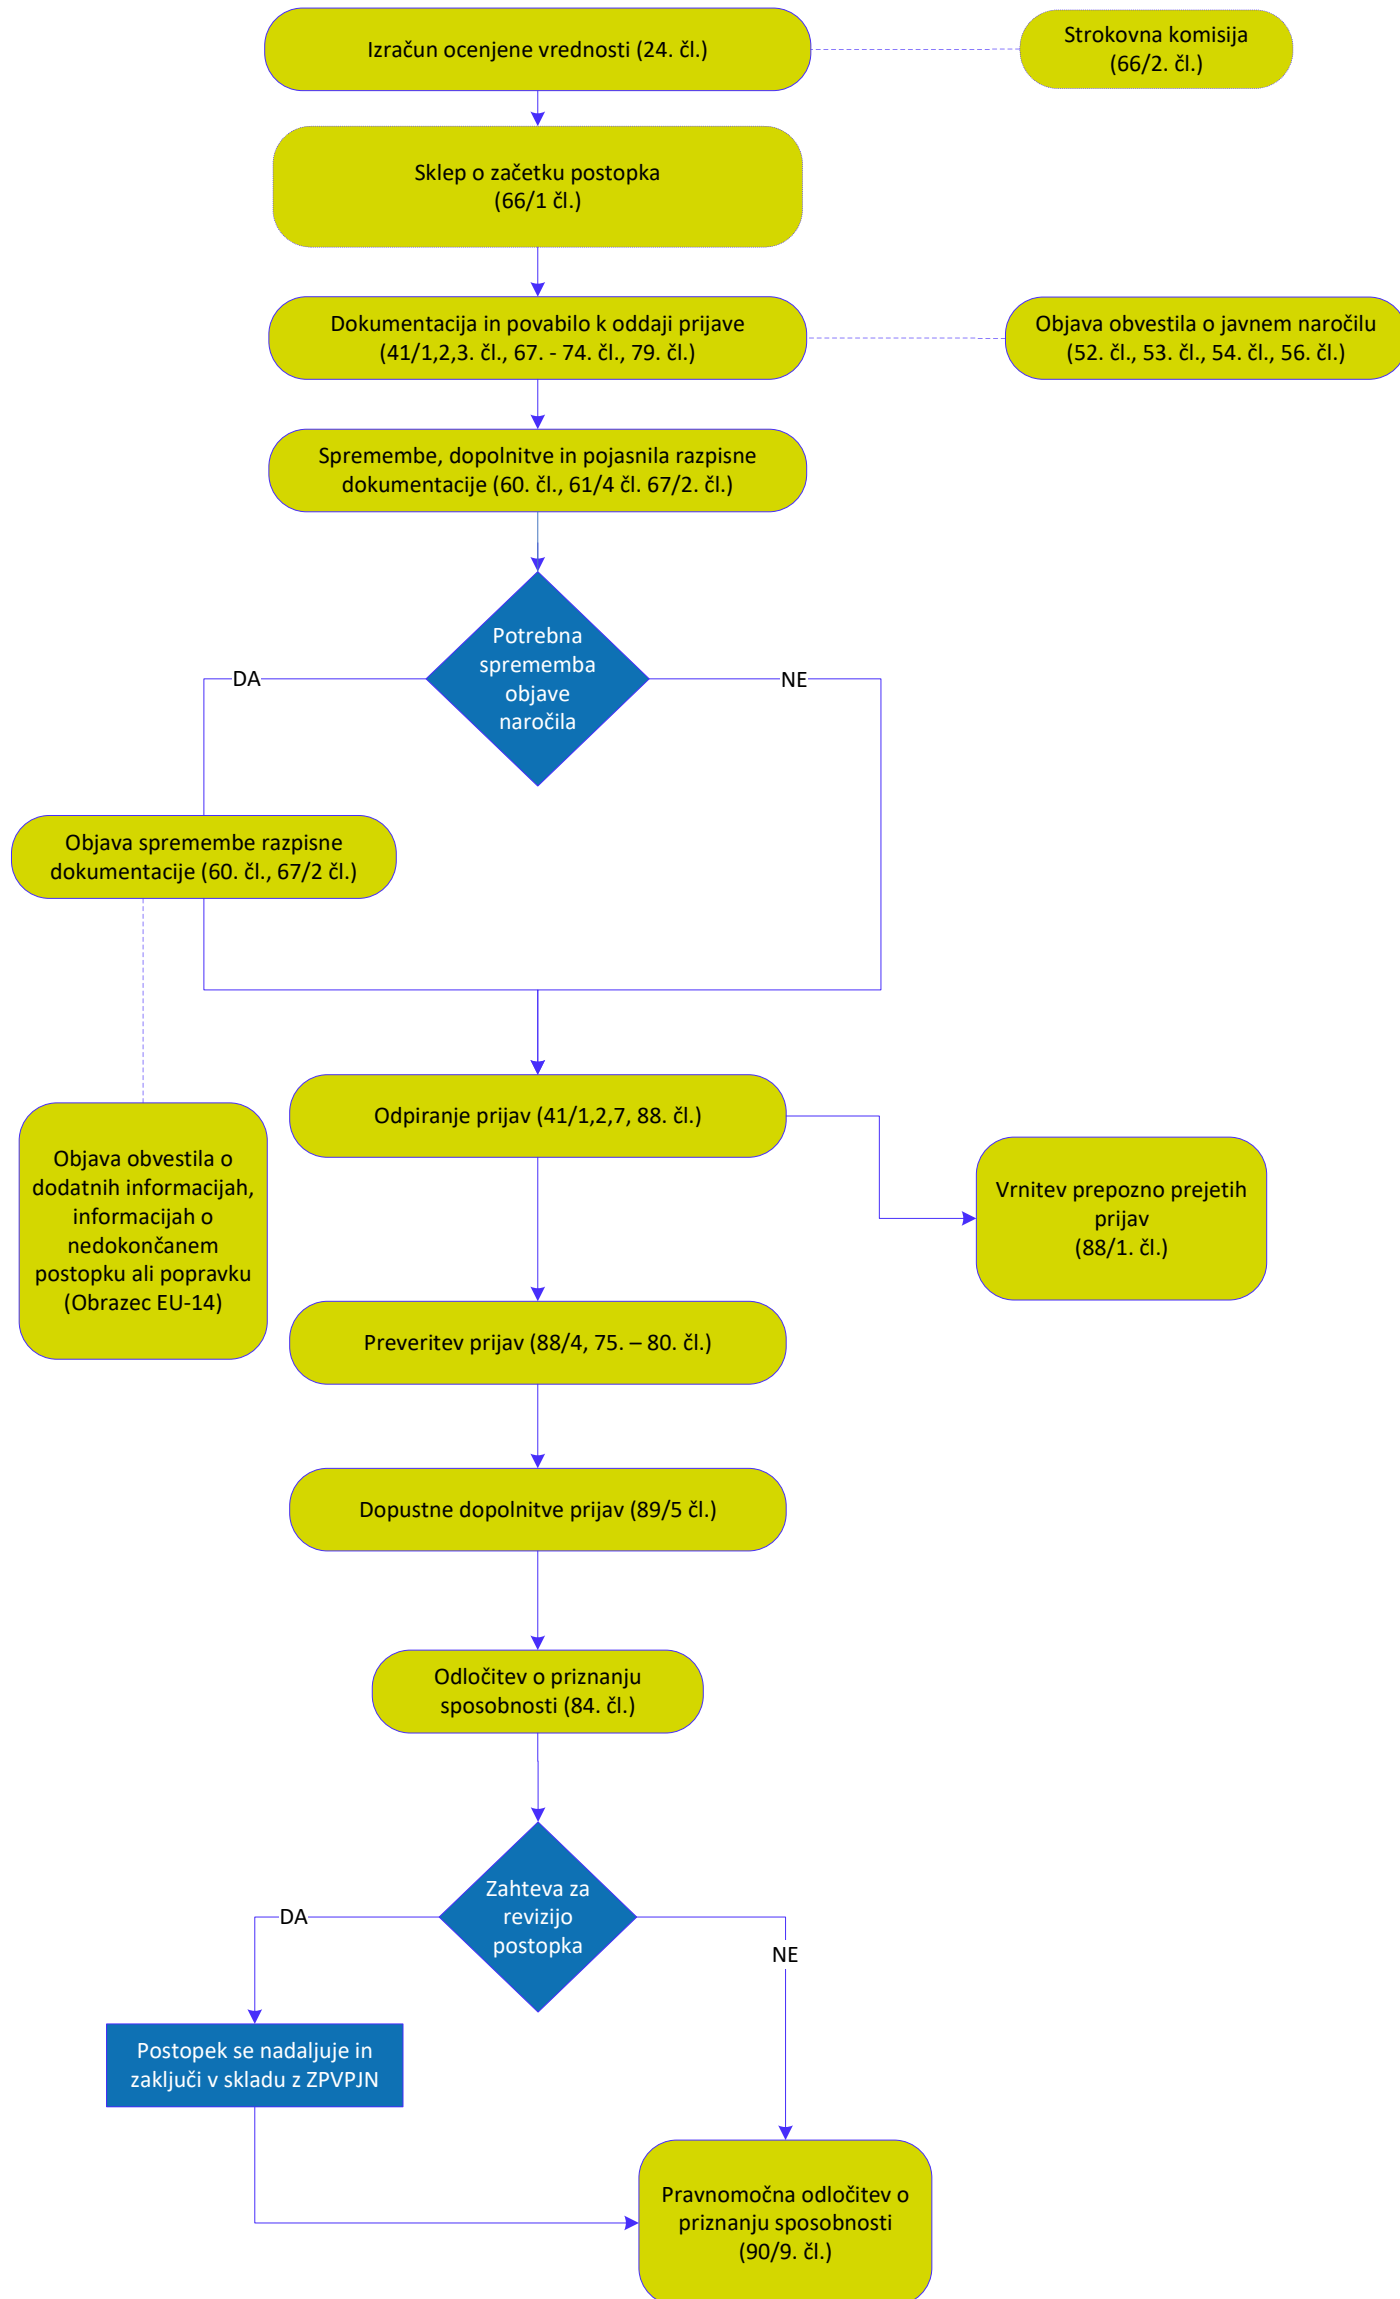 Izračun ocenjene vrednosti (24. čl.)
Strokovna komisija
(66/2. čl.)
Sklep o začetku postopka
(66/1 čl.)
Dokumentacija in povabilo k oddaji prijave
(41/1,2,3. čl., 67. - 74. čl., 79. čl.)
Objava obvestila o javnem naročilu
(52. čl., 53. čl., 54. čl., 56. čl.)
Spremembe, dopolnitve in pojasnila razpisne
dokumentacije (60. čl., 61/4 čl. 67/2. čl.)
Potrebna
sprememba
objave
naročila
DA
NE
Objava spremembe razpisne
dokumentacije (60. čl., 67/2 čl.)
Odpiranje prijav (41/1,2,7, 88. čl.)
Objava obvestila o
dodatnih informacijah,
informacijah o
nedokončanem
postopku ali popravku
(Obrazec EU-14)
Vrnitev prepozno prejetih
prijav
(88/1. čl.)
Preveritev prijav (88/4, 75. – 80. čl.)
Dopustne dopolnitve prijav (89/5 čl.)
Odločitev o priznanju
sposobnosti (84. čl.)
Zahteva za
revizijo
postopka
DA
NE
Postopek se nadaljuje in
zaključi v skladu z ZPVPJN
Pravnomočna odločitev o
priznanju sposobnosti
(90/9. čl.)